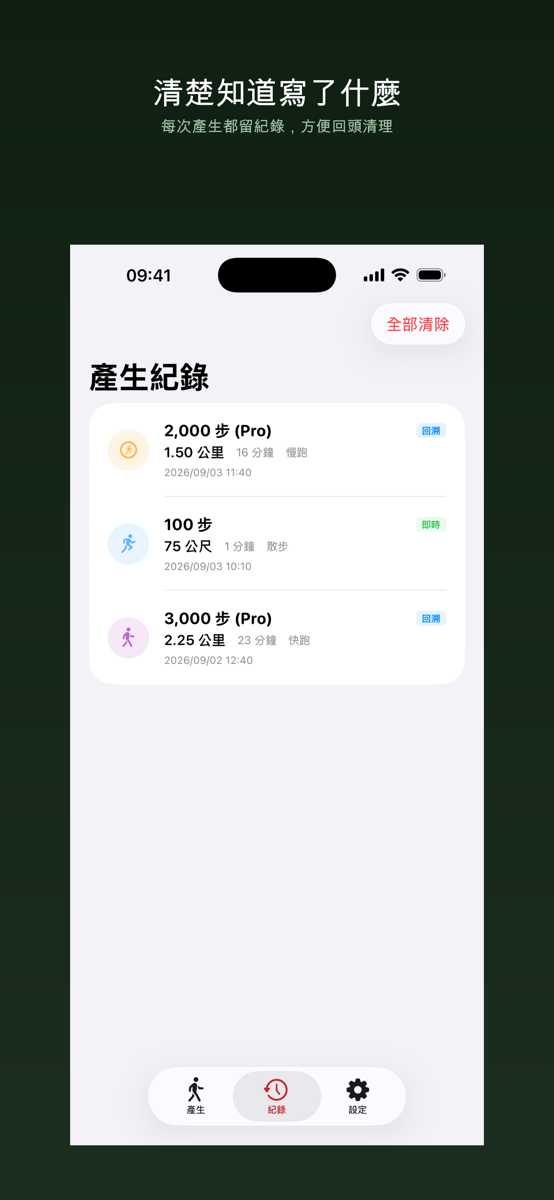 清楚知道寫了什麼
每次產生都留紀錄，方便回頭清理
09:41
全部清除
產生紀錄
2,000 步 (Pro)
回溯
1.50 公里 16 分鐘 慢跑
2026/09/03 11:40
100 步
即時
75 公尺 1 分鐘 散步
2026/09/03 10:10
3,000 步 (Pro)
回溯
2.25 公里 23 分鐘 快跑
2026/09/02 12:40
產生
紀錄
設定